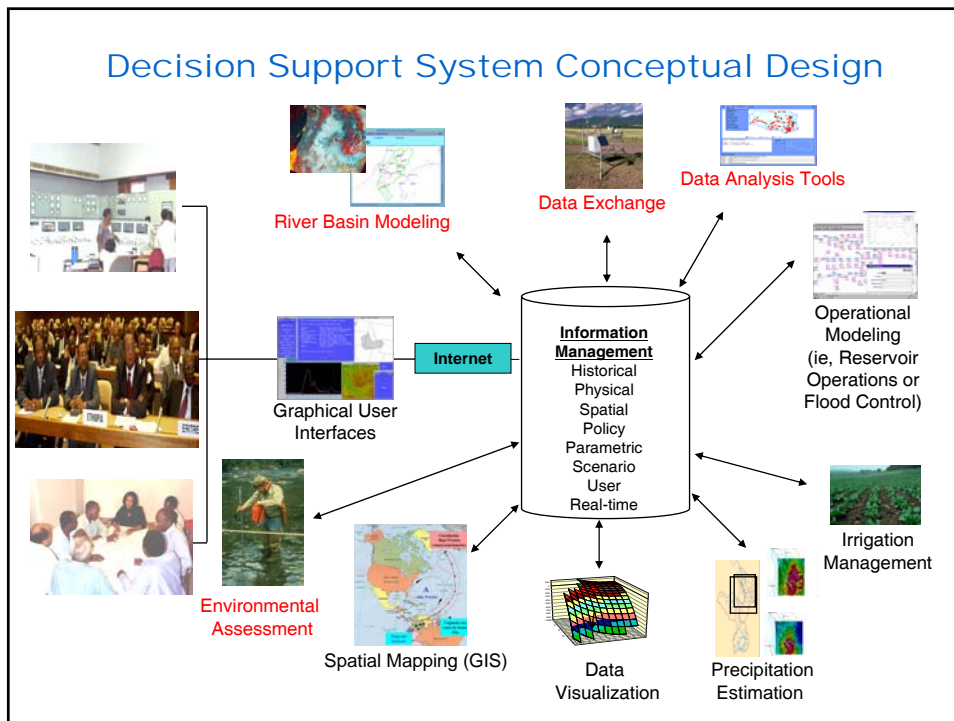 Decision Support System Conceptual Design
River Basin Modeling
Data Exchange
Data Analysis Tools
Operational
Modeling
(ie, Reservoir
Operations or
Flood Control)
Information
Management
Historical
Physical
Spatial
Policy
Parametric
Scenario
User
Real-time
Internet
Graphical User
Interfaces
ETHIOPIA
Environmental
Assessment
Spatial Mapping (GIS)
Data
Visualization
Precipitation
Estimation
Irrigation
Management